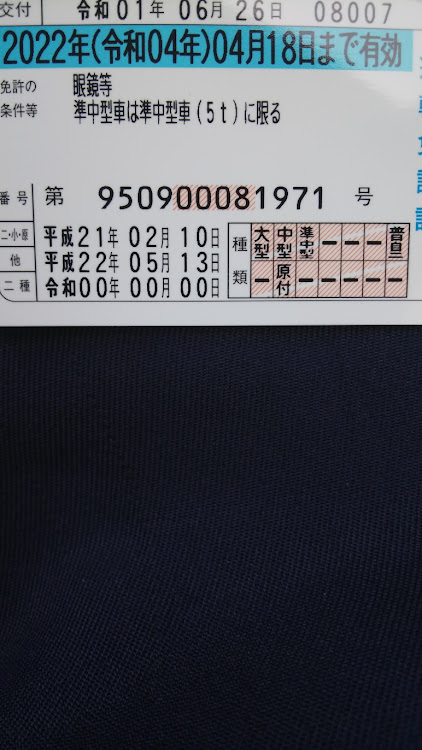 交付 令和01年06月26日 08007
2022年(令和04年)04月18日まで有効
免許の条件等 眼鏡等
準中型車は準中型車(5t)に限る
番号 第 950900081971 号
二・小・原 平成21年02月10日
他 平成22年05月13日
二種 令和00年00月00日
種類 大型 中型 準中型 ー ー ー
ー 原付 ー ー ー ー ー